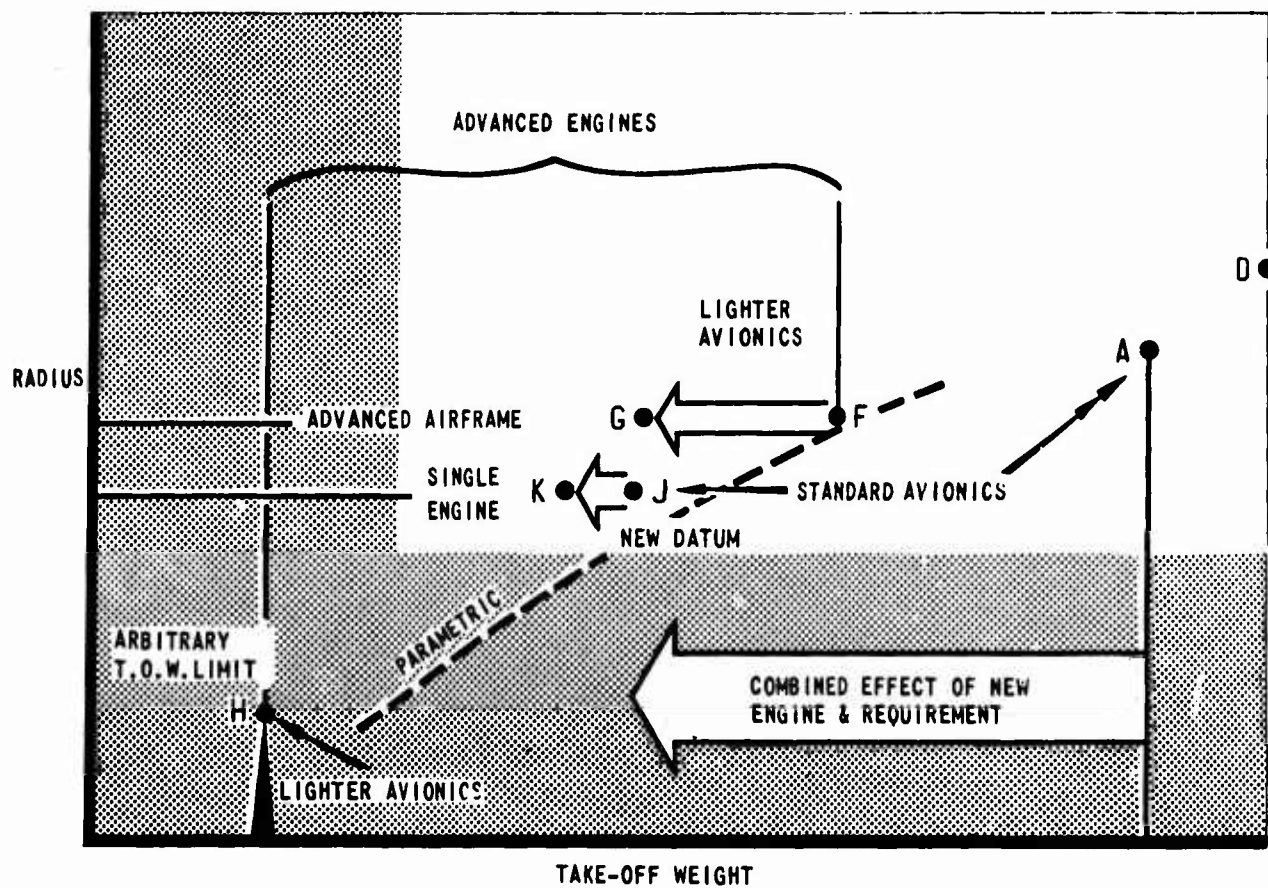 ADVANCED ENGINES
D
LIGHTER
AVIONICS
A
RADIUS
ADVANCED AIRFRAME
G
F
SINGLE
ENGINE
K
J
STANDARD AVIONICS
NEW DATUM
PARAMETRIC
ARBITRARY
T.O.W. LIMIT
H
COMBINED EFFECT OF NEW
ENGINE & REQUIREMENT
LIGHTER AVIONICS
TAKE-OFF WEIGHT